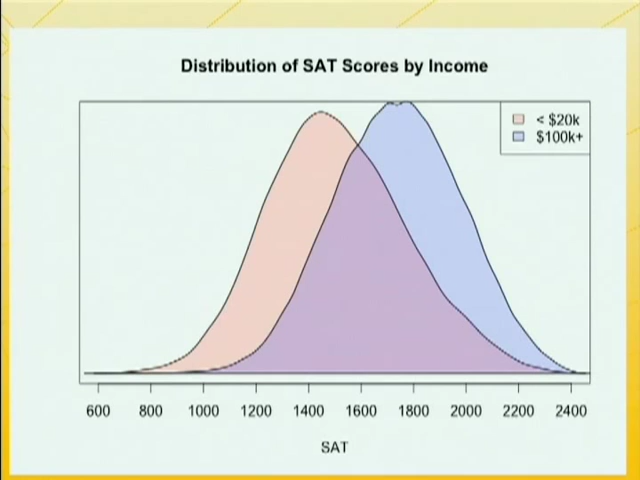 Distribution of SAT Scores by Income
< $20k
$100k+
600 800 1000 1200 1400 1600 1800 2000 2200 2400
SAT